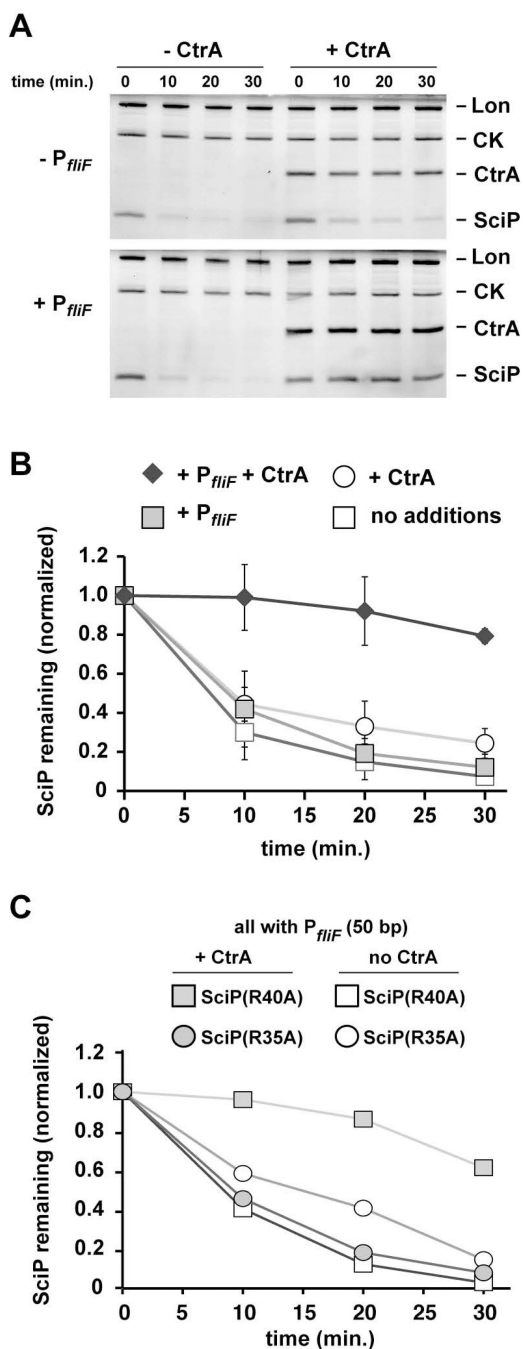 A
- CtrA + CtrA
time (min.) 0 10 20 30 0 10 20 30
- PfliF
Lon
CK
CtrA
SciP
+ PfliF
Lon
CK
CtrA
SciP
B
+ PfliF + CtrA
+ CtrA
+ PfliF
no additions
SciP remaining (normalized)
1.2
1.0
0.8
0.6
0.4
0.2
0
0 5 10 15 20 25 30
time (min.)
C
all with PfliF (50 bp)
+ CtrA no CtrA
SciP(R40A) SciP(R40A)
SciP(R35A) SciP(R35A)
SciP remaining (normalized)
1.2
1.0
0.8
0.6
0.4
0.2
0
0 5 10 15 20 25 30
time (min.)